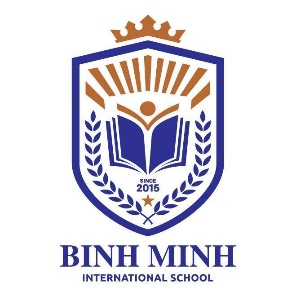 SINCE
2015
BINH MINH
INTERNATIONAL SCHOOL